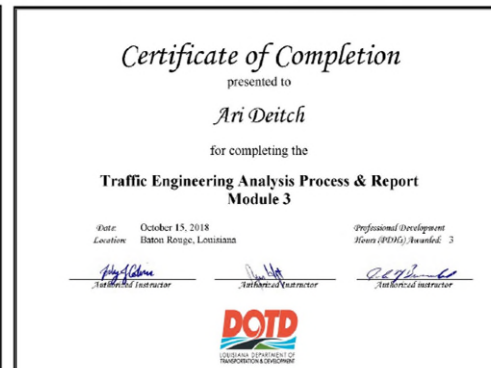 Certificate of Completion
presented to
Ari Deitch
for completing the
Traffic Engineering Analysis Process & Report
Module 3
Date: October 15, 2018
Location: Baton Rouge, Louisiana
Professional Development
Hours (PDHs) Awarded: 3
Authorized Instructor
Authorized Instructor
Authorized instructor
DOTD
LOUISIANA DEPARTMENT OF
TRANSPORTATION & DEVELOPMENT